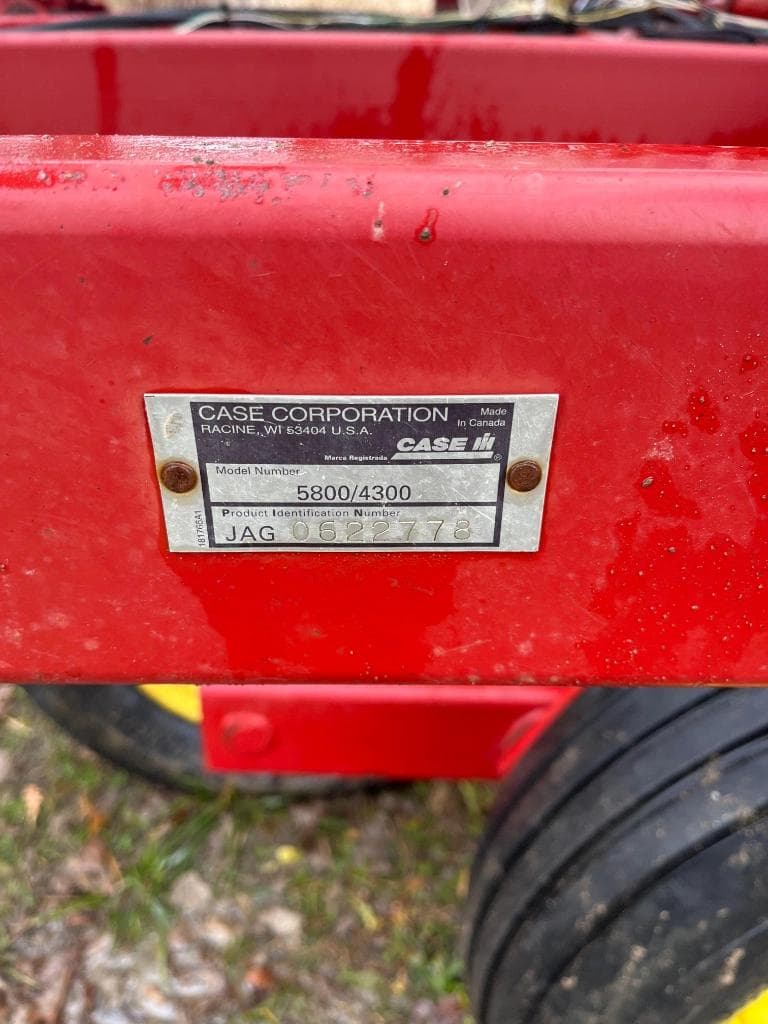 CASE CORPORATION
RACINE, WI 53404 U.S.A.
Made
In Canada
CASE IH
Marca Registrada
®
Model Number
5800/4300
Product Identification Number
JAG 0622778
181766A1